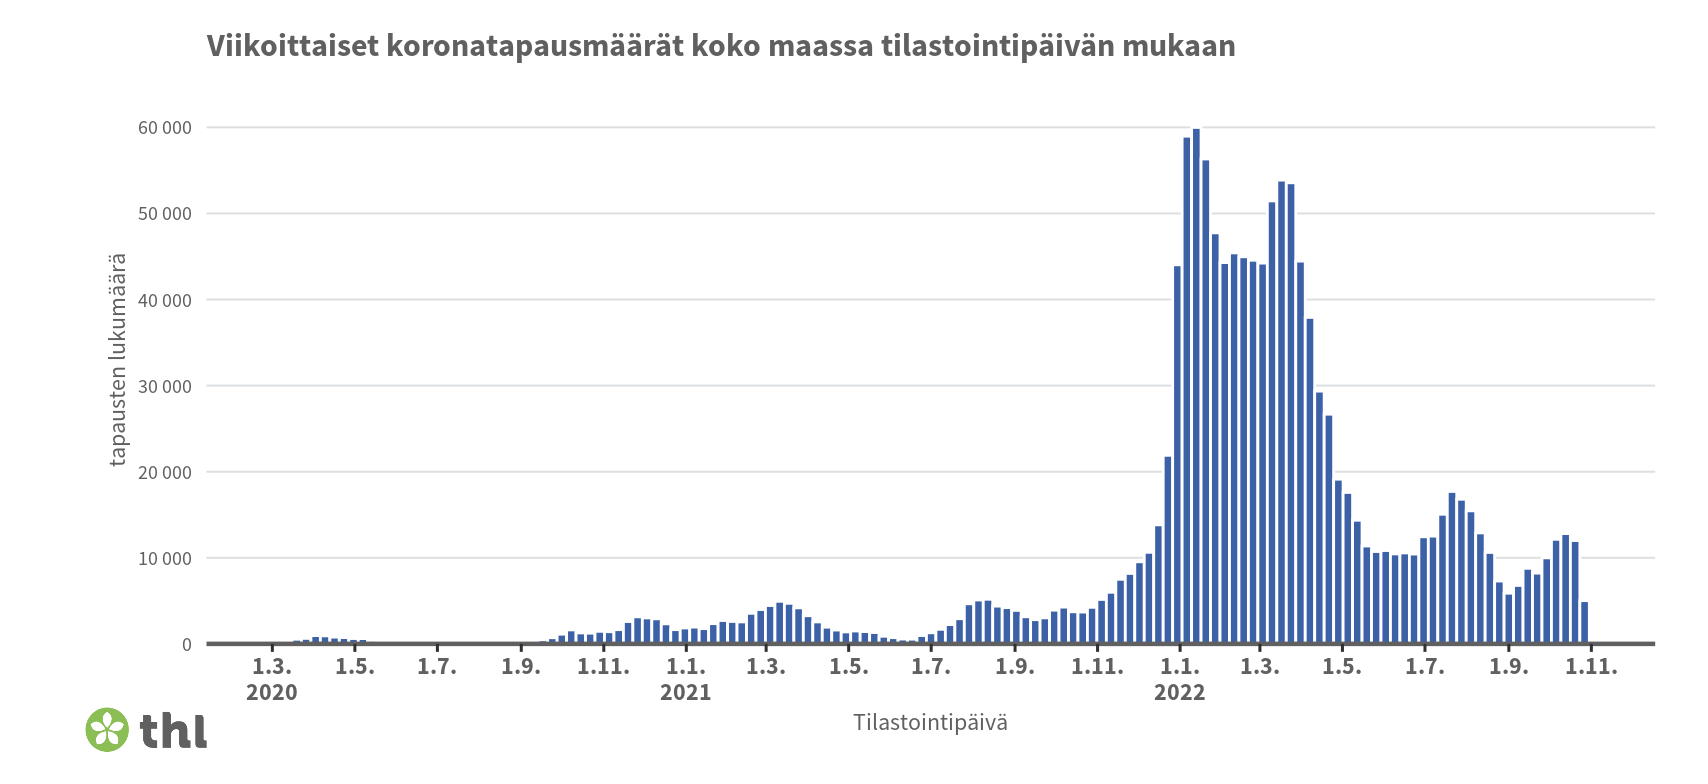 Viikoittaiset koronatapausmäärät koko maassa tilastointipäivän mukaan
60 000
50 000
40 000
30 000
20 000
10 000
0
tapausten lukumäärä
1.3. 1.5. 1.7. 1.9. 1.11. 1.1. 1.3. 1.5. 1.7. 1.9. 1.11. 1.1. 1.3. 1.5. 1.7. 1.9. 1.11.
2020 2021 2022
Tilastointipäivä
thl